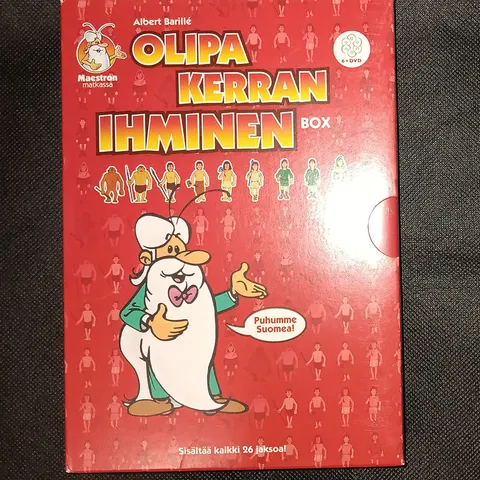 Albert Barillé
OLIPA
KERRAN
IHMINEN BOX
Maestron
matkassa
6 x DVD
Puhumme
Suomea!
Sisältää kaikki 26 jaksoa!